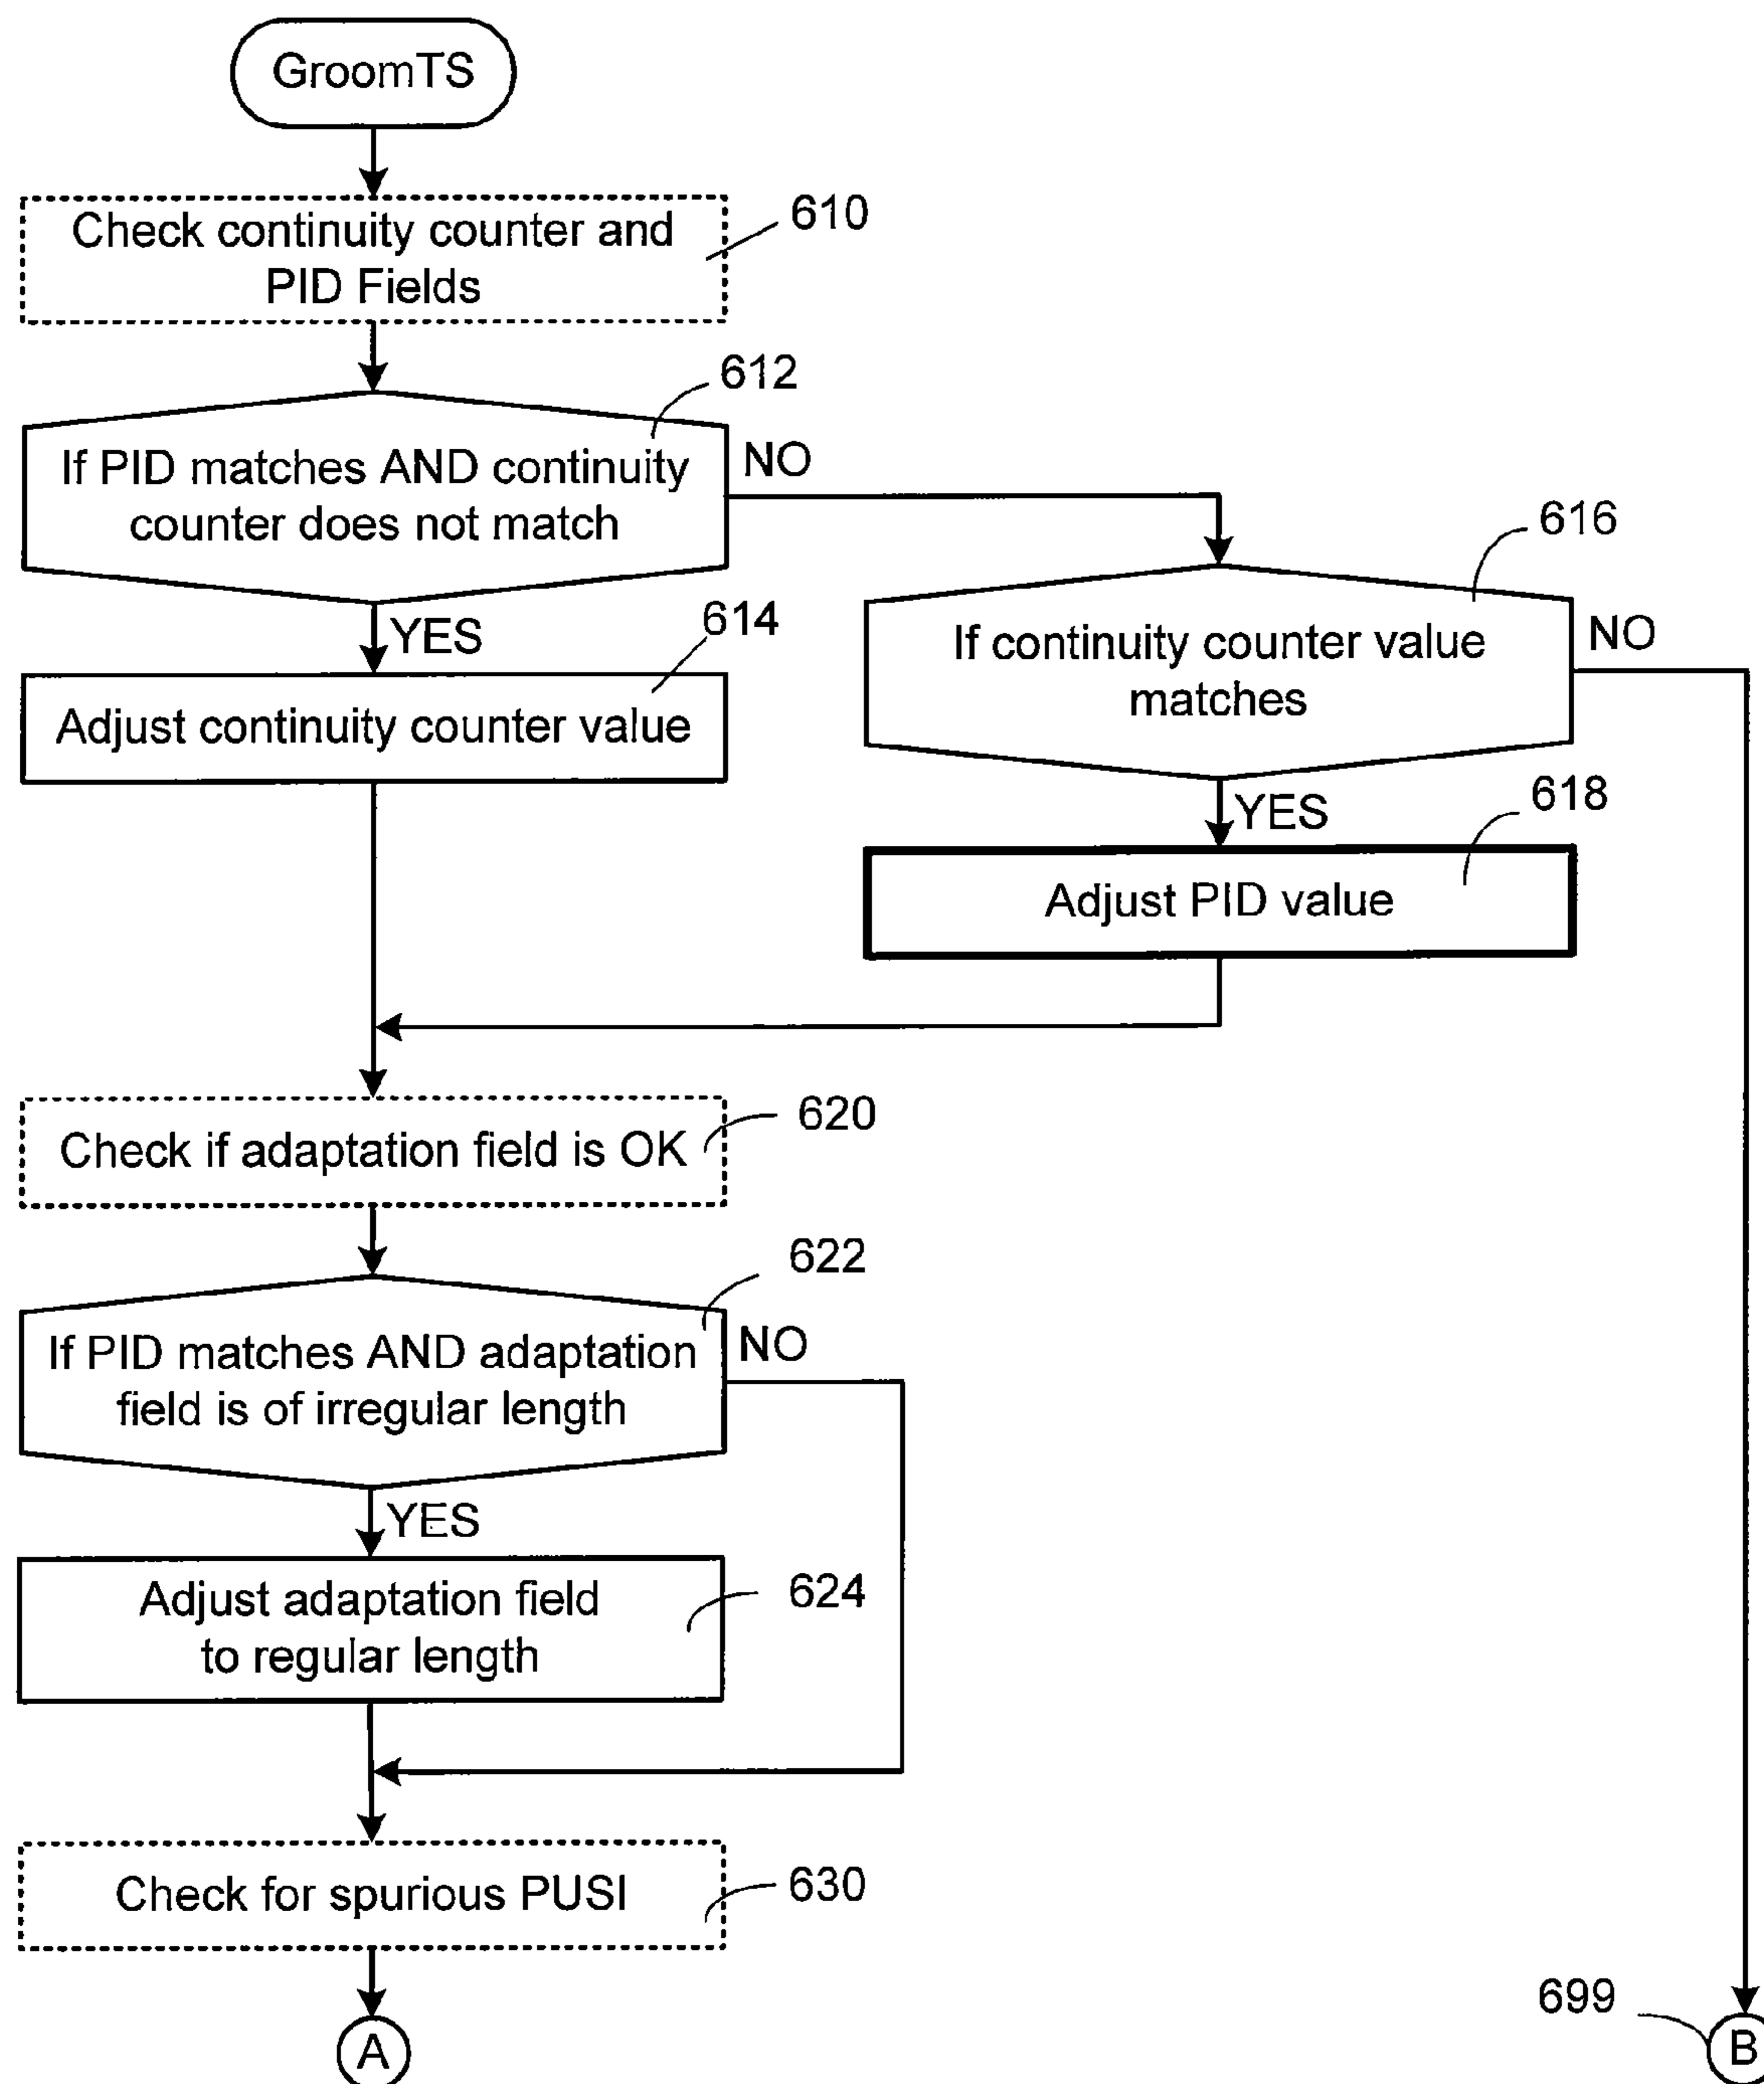 GroomTS
Check continuity counter and
PID Fields
610
612
If PID matches AND continuity
counter does not match
NO
YES
614
Adjust continuity counter value
616
If continuity counter value
matches
NO
YES
618
Adjust PID value
620
Check if adaptation field is OK
622
If PID matches AND adaptation
field is of irregular length
NO
YES
Adjust adaptation field
to regular length
624
Check for spurious PUSI
630
A
699
B